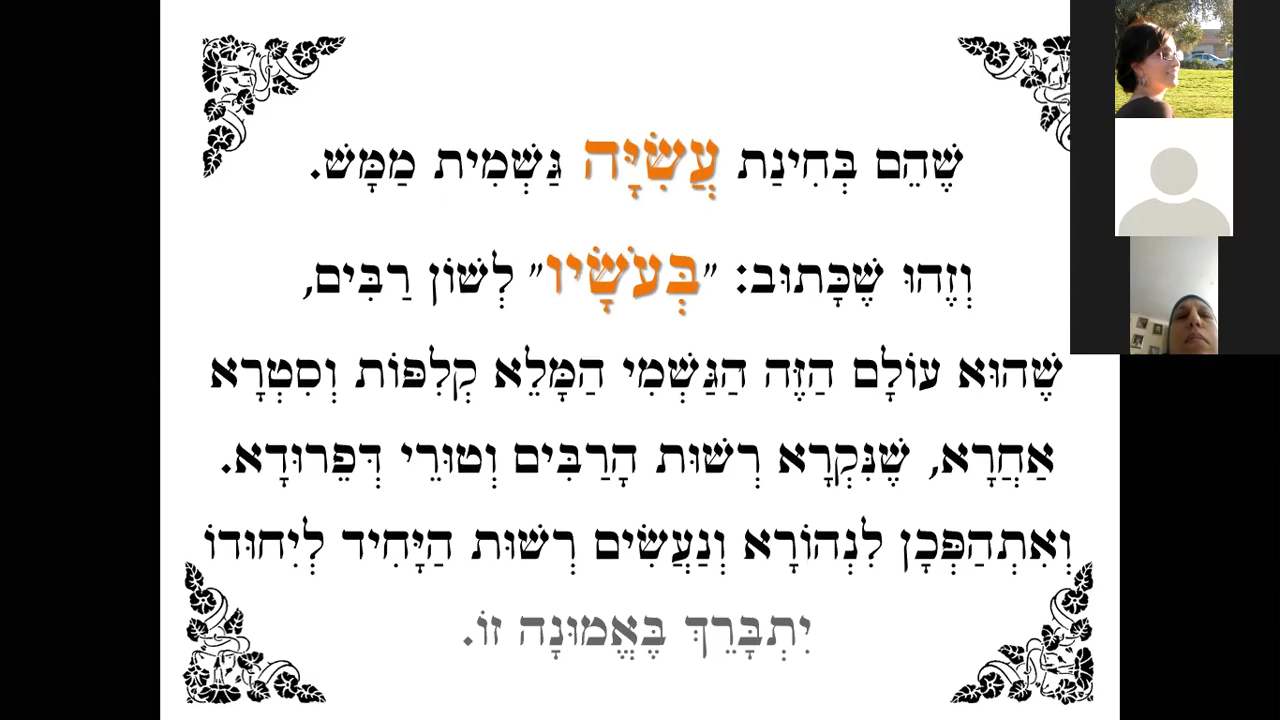 שֶׁהֵם בְּחִינַת עֲשִׂיָּה גַּשְׁמִית מַמָּשׁ.
וְזֶהוּ שֶׁכָּתוּב: "בְּעֹשָׂיו" לְשׁוֹן רַבִּים,
שֶׁהוּא עוֹלָם הַזֶּה הַגַּשְׁמִי הַמָּלֵא קְלִפּוֹת וְסִטְרָא
אַחֲרָא, שֶׁנִּקְרָא רְשׁוּת הָרַבִּים וְטוּרֵי דְּפֵרוּדָא.
וְאִתְהַפְּכָן לִנְהוֹרָא וְנַעֲשִׂים רְשׁוּת הַיָּחִיד לְיִחוּדוֹ
יִתְבָּרֵךְ בֶּאֱמוּנָה זוֹ.